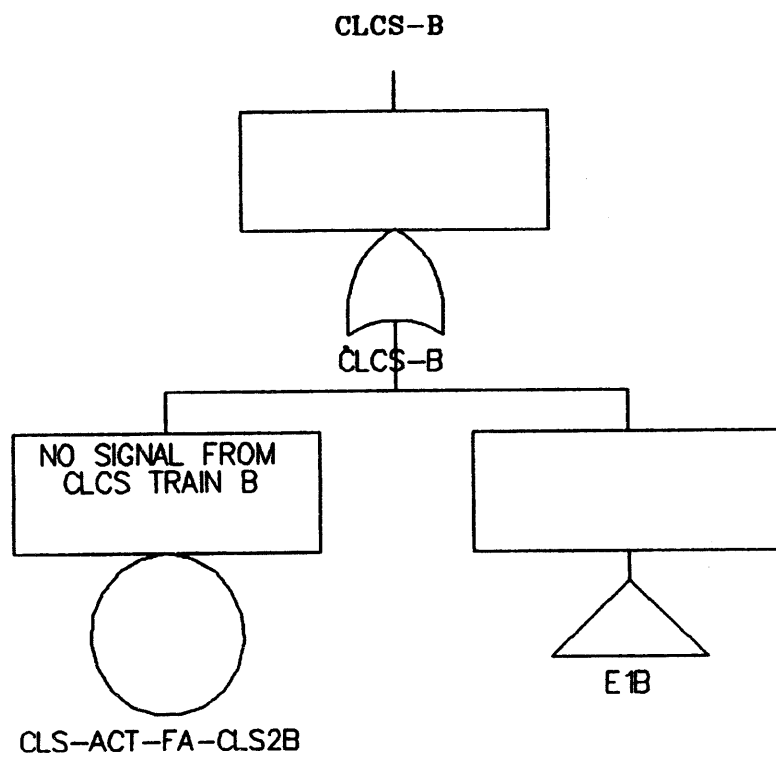 CLCS-B
CLCS-B
NO SIGNAL FROM
CLCS TRAIN B
E1B
CLS-ACT-FA-CLS2B